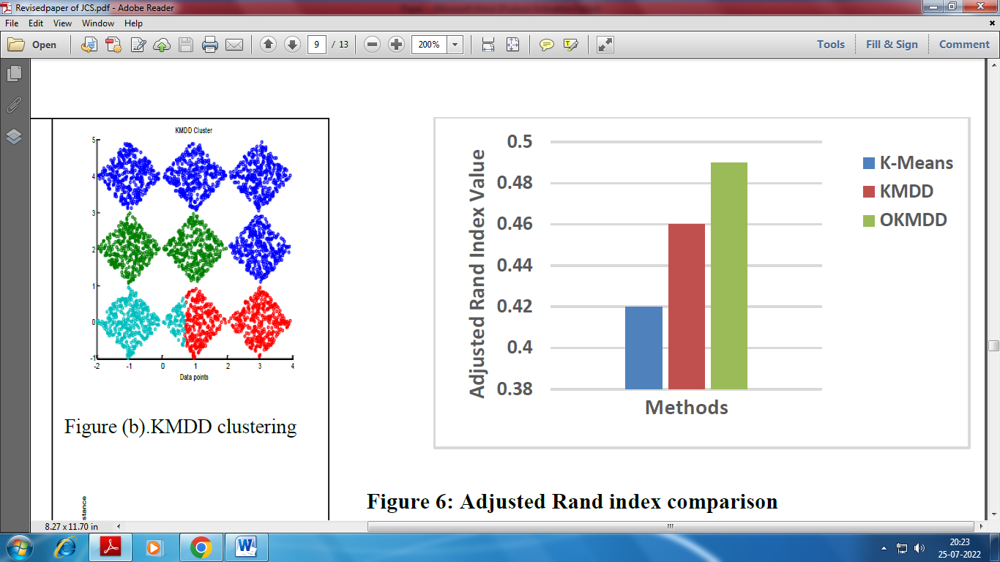 Revisedpaper of JCS.pdf - Adobe Reader
File Edit View Window Help
Open 9 / 13 200% Tools Fill & Sign Comment
KMDD Cluster
5
4
3
2
1
0
-1
-2 -1 0 1 2 3 4
Data points
Figure (b).KMDD clustering
stance
Adjusted Rand Index Value
0.5
0.48
0.46
0.44
0.42
0.4
0.38
Methods
K-Means
KMDD
OKMDD
Figure 6: Adjusted Rand index comparison
8.27 x 11.70 in
20:23
25-07-2022